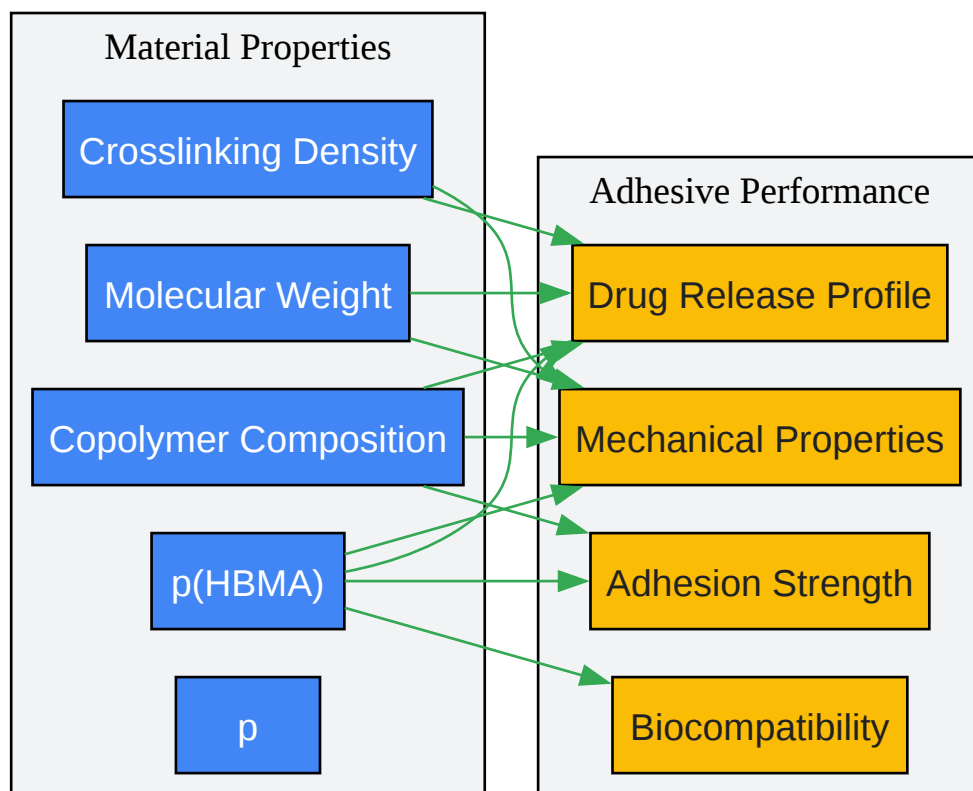 Material Properties
Crosslinking Density
Molecular Weight
Copolymer Composition
p(HBMA)
p
Adhesive Performance
Drug Release Profile
Mechanical Properties
Adhesion Strength
Biocompatibility